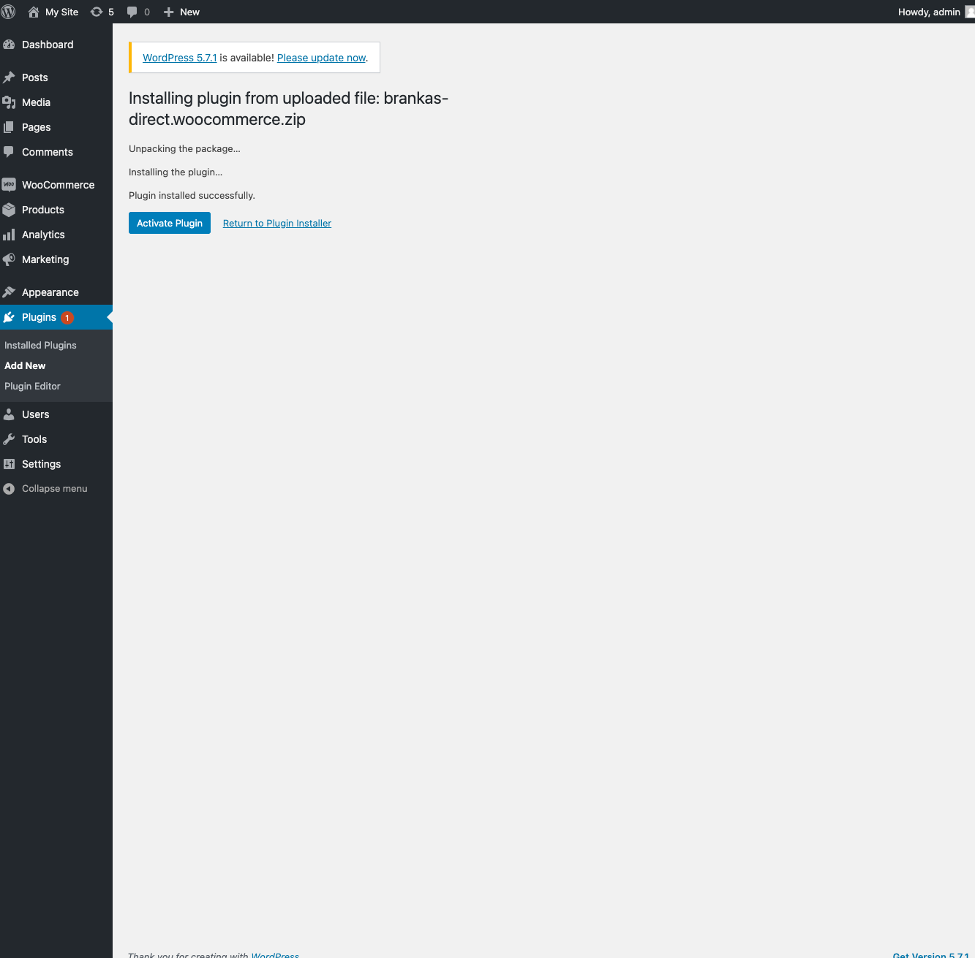 My Site 5 0 New Howdy, admin
Dashboard
Posts
Media
Pages
Comments
WooCommerce
Products
Analytics
Marketing
Appearance
Plugins 1
Installed Plugins
Add New
Plugin Editor
Users
Tools
Settings
Collapse menu
WordPress 5.7.1 is available! Please update now.
Installing plugin from uploaded file: brankas-
direct.woocommerce.zip
Unpacking the package…
Installing the plugin…
Plugin installed successfully.
Activate Plugin Return to Plugin Installer
Thank you for creating with WordPress
Get Version 5.7.1